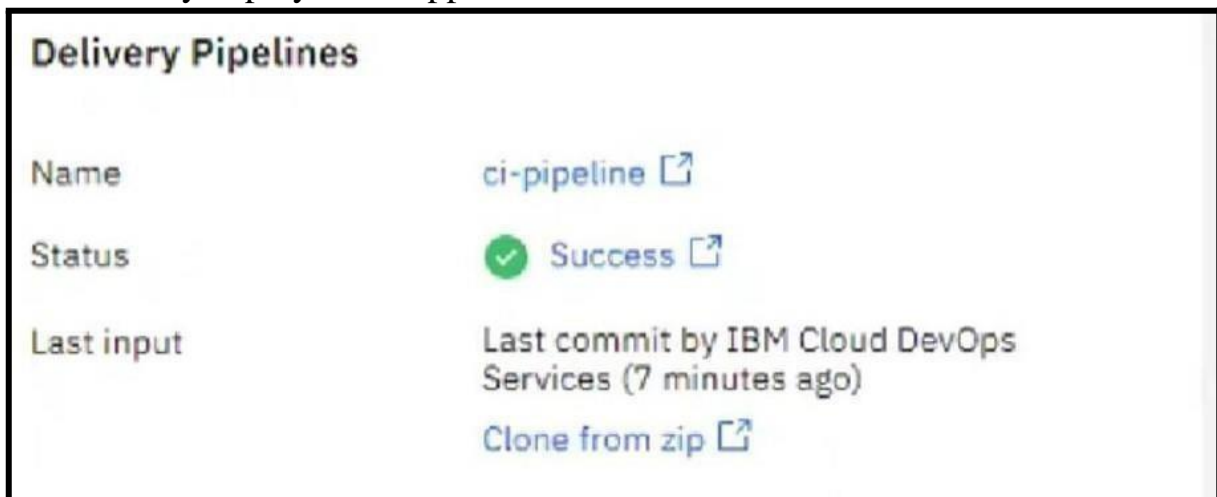 Delivery Pipelines
Name ci-pipeline
Status Success
Last input Last commit by IBM Cloud DevOps
Services (7 minutes ago)
Clone from zip